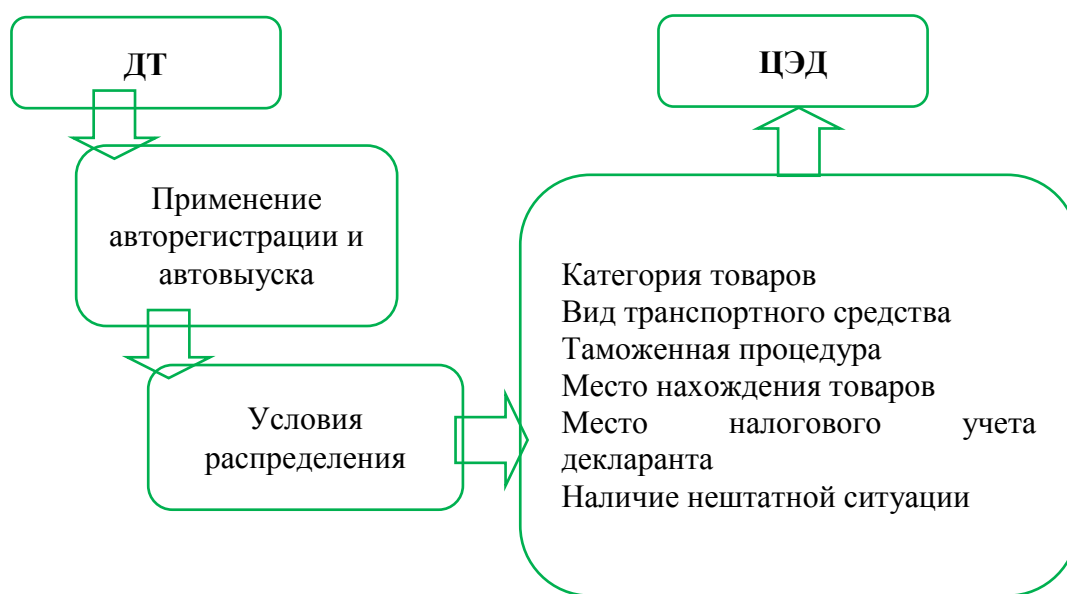 ДТ
Применение
авторегистрации и
автовыуска
Условия
распределения
ЦЭД
Категория товаров
Вид транспортного средства
Таможенная процедура
Место нахождения товаров
Место налогового учета
декларанта
Наличие нештатной ситуации